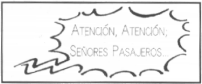 ATENCIÓN, ATENCIÓN,
SEÑORES PASAJEROS...